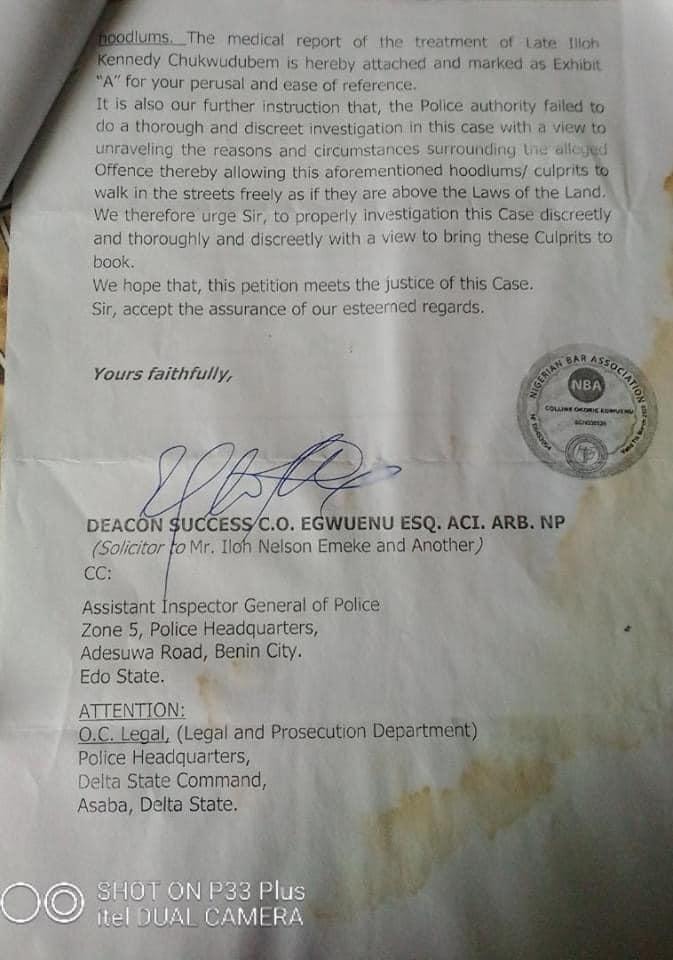 hoodlums. The medical report of the treatment of Late Illoh
Kennedy Chukwudubem is hereby attached and marked as Exhibit
"A" for your perusal and ease of reference.
It is also our further instruction that, the Police authority failed to
do a thorough and discreet investigation in this case with a view to
unraveling the reasons and circumstances surrounding the alleged
Offence thereby allowing this aforementioned hoodlums/ culprits to
walk in the streets freely as if they are above the Laws of the Land.
We therefore urge Sir, to properly investigation this Case discreetly
and thoroughly and discreetly with a view to bring these Culprits to
book.
We hope that, this petition meets the justice of this Case.
Sir, accept the assurance of our esteemed regards.
Yours faithfully,
NIGERIAN BAR ASSOCIATION
NBA
DEACON SUCCESS C.O. EGWUENU ESQ. ACI. ARB. NP
(Solicitor to Mr. Iloh Nelson Emeke and Another)
CC:
Assistant Inspector General of Police
Zone 5, Police Headquarters,
Adesuwa Road, Benin City.
Edo State.
ATTENTION:
O.C. Legal, (Legal and Prosecution Department)
Police Headquarters,
Delta State Command,
Asaba, Delta State.
SHOT ON P33 Plus
itel DUAL CAMERA